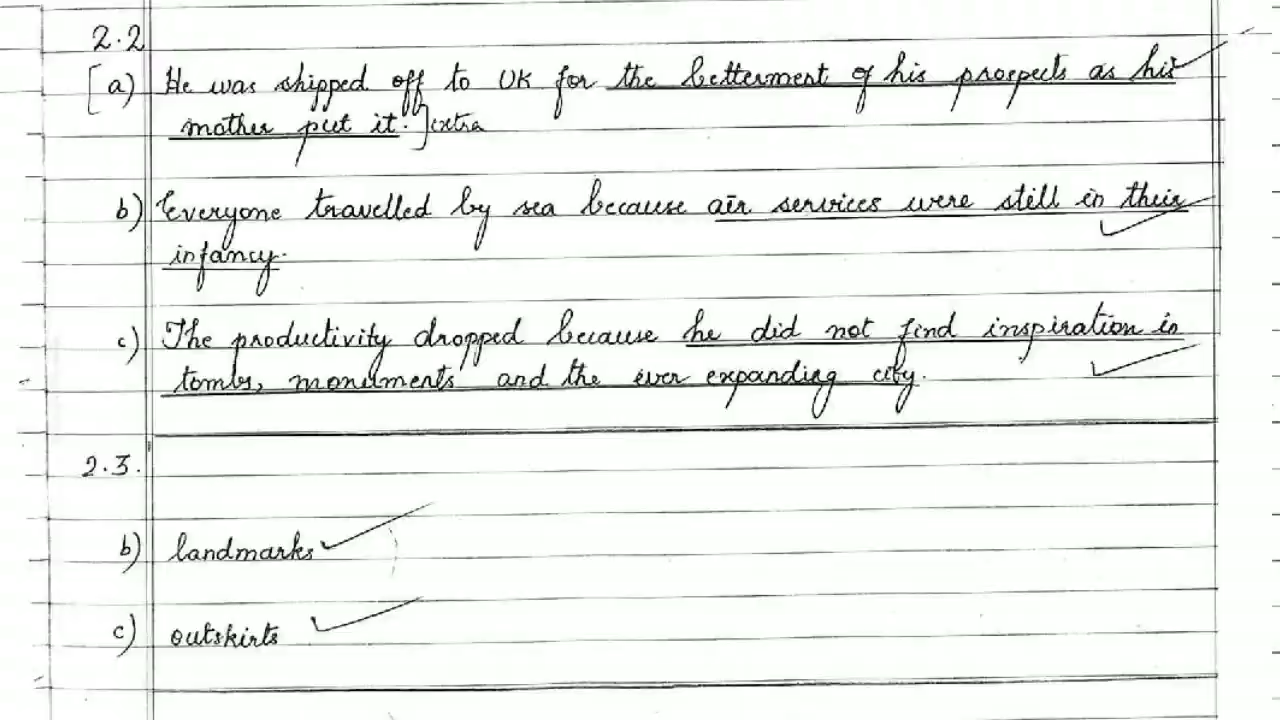 2.2
[a) He was shipped off to UK for the betterment of his prospects as his
mother put it.] extra
b) Everyone travelled by sea because air services were still in their
infancy.
c) The productivity dropped because he did not find inspiration in
tombs, monuments and the ever expanding city.
2.3.
b) landmarks
c) outskirts